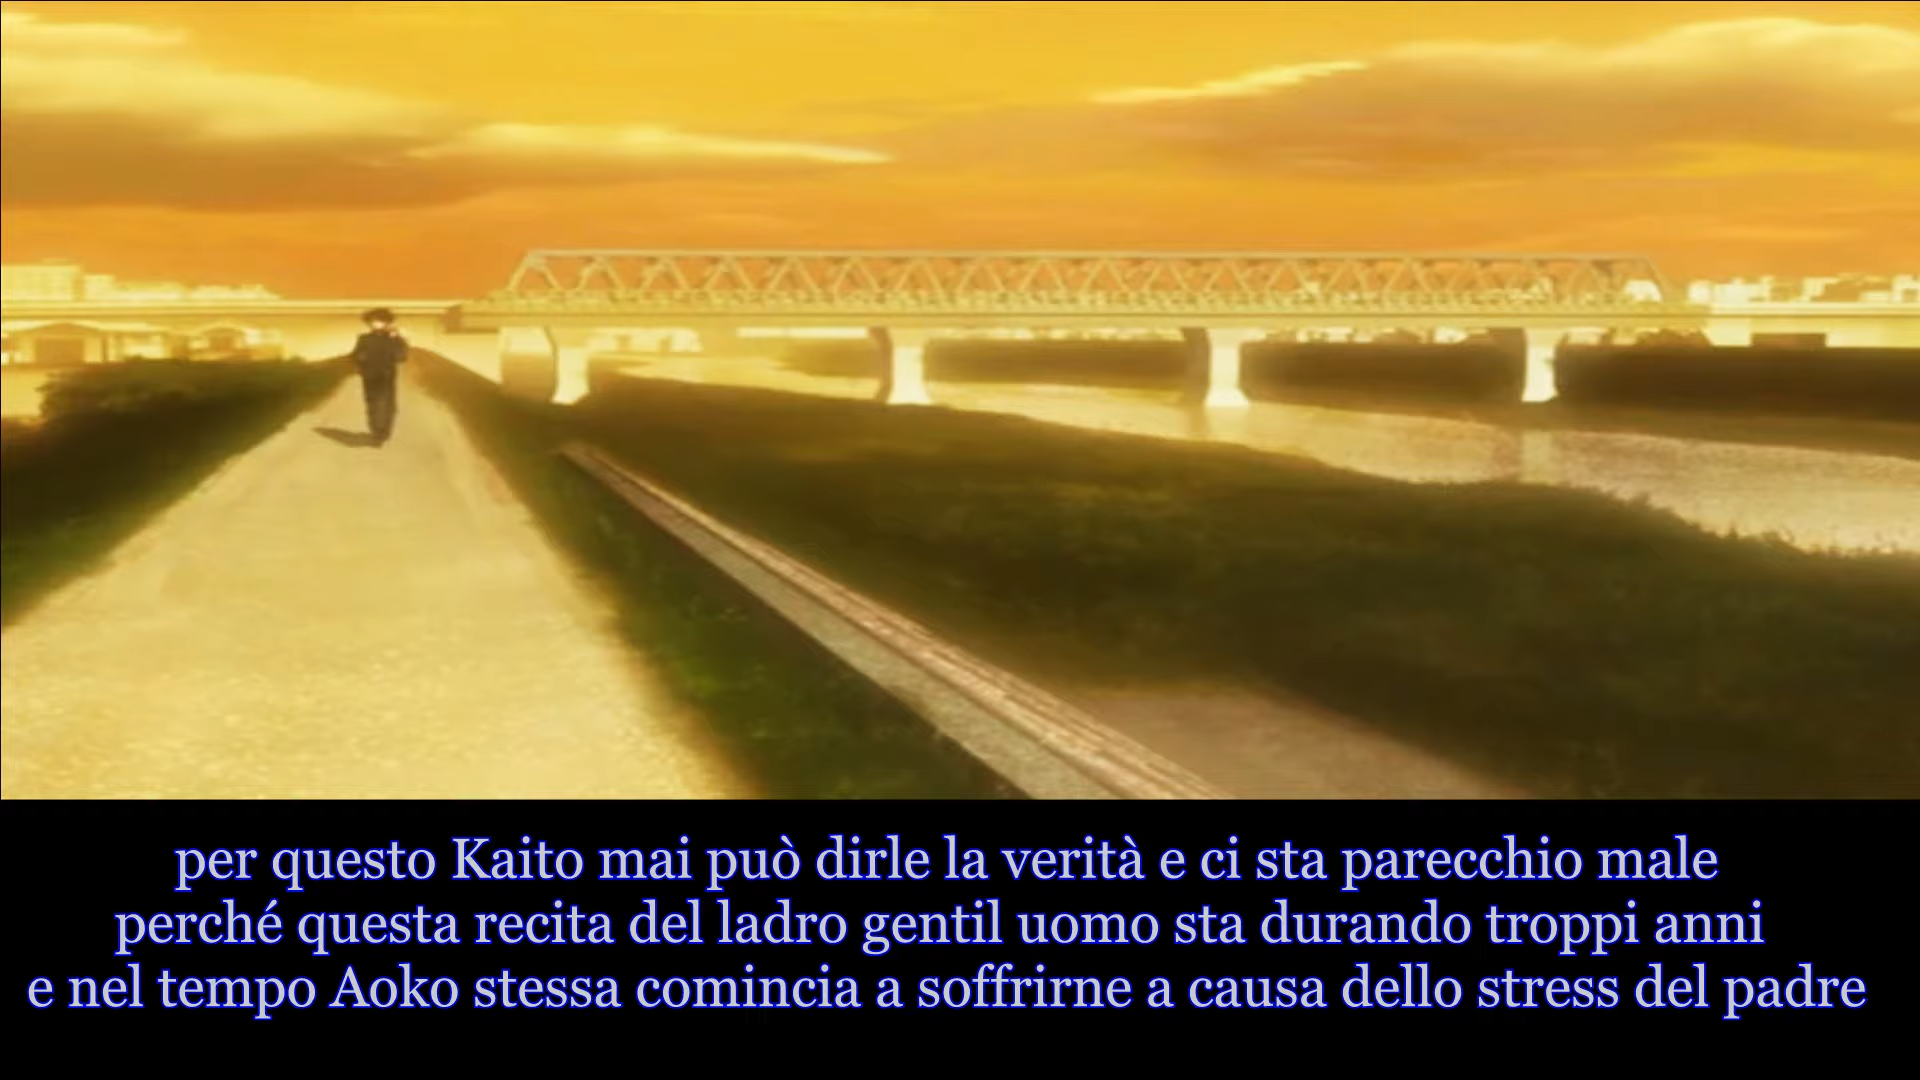 per questo Kaito mai può dirle la verità e ci sta parecchio male
perché questa recita del ladro gentil uomo sta durando troppi anni
e nel tempo Aoko stessa comincia a soffrirne a causa dello stress del padre